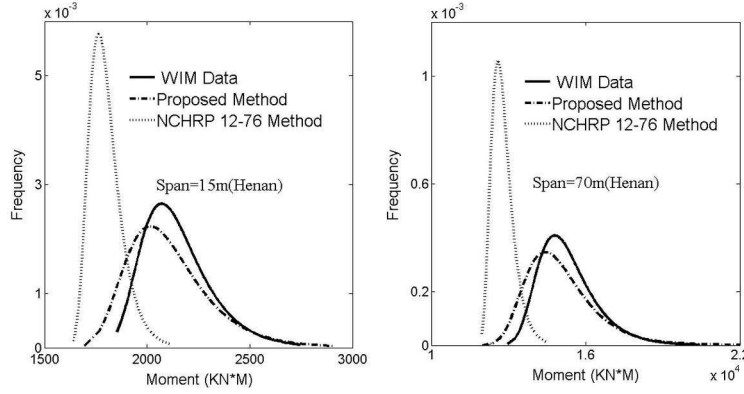 x 10⁻³
5
3
1
0
1500
2000
2500
3000
Frequency
Moment (KN*M)
WIM Data
Proposed Method
NCHRP 12-76 Method
Span=15m(Henan)
x 10⁻³
1
0.6
0.2
0
1
1.6
2.2
x 10⁴
Frequency
Moment (KN*M)
WIM Data
Proposed Method
NCHRP 12-76 Method
Span=70m(Henan)